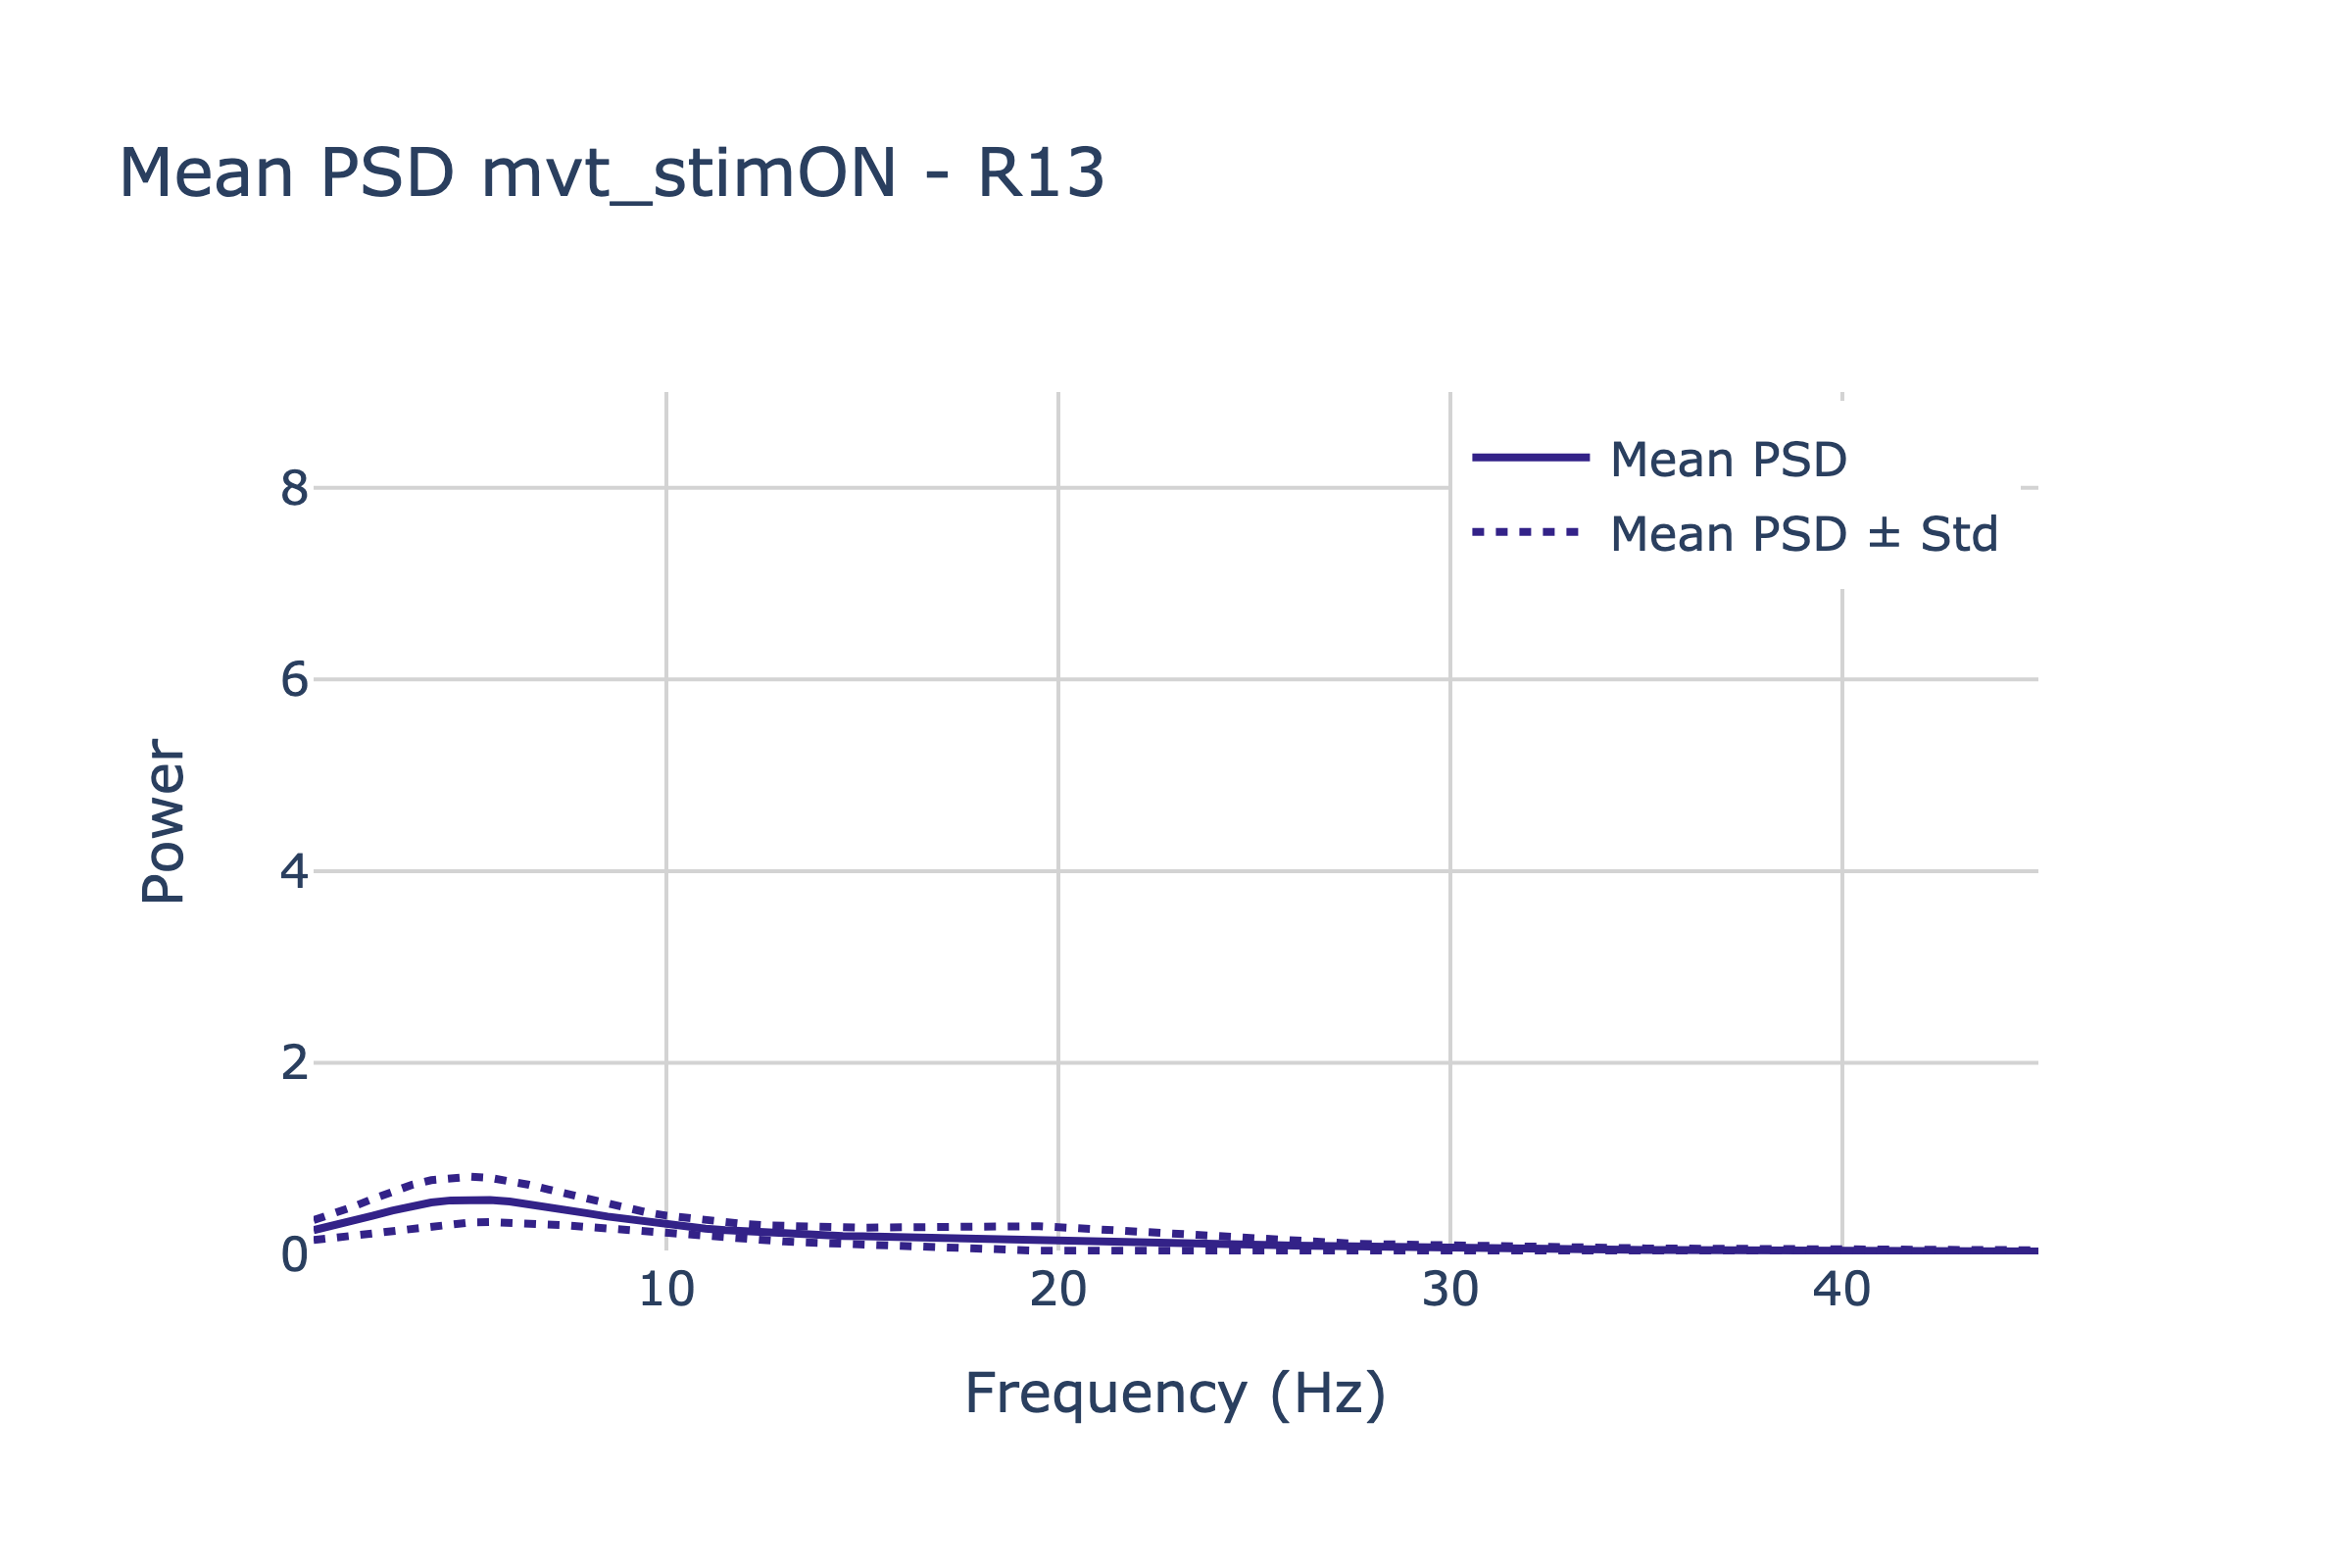 Mean PSD mvt_stimON - R13
Mean PSD
Mean PSD ± Std
8
6
4
2
0
Power
10 20 30 40
Frequency (Hz)